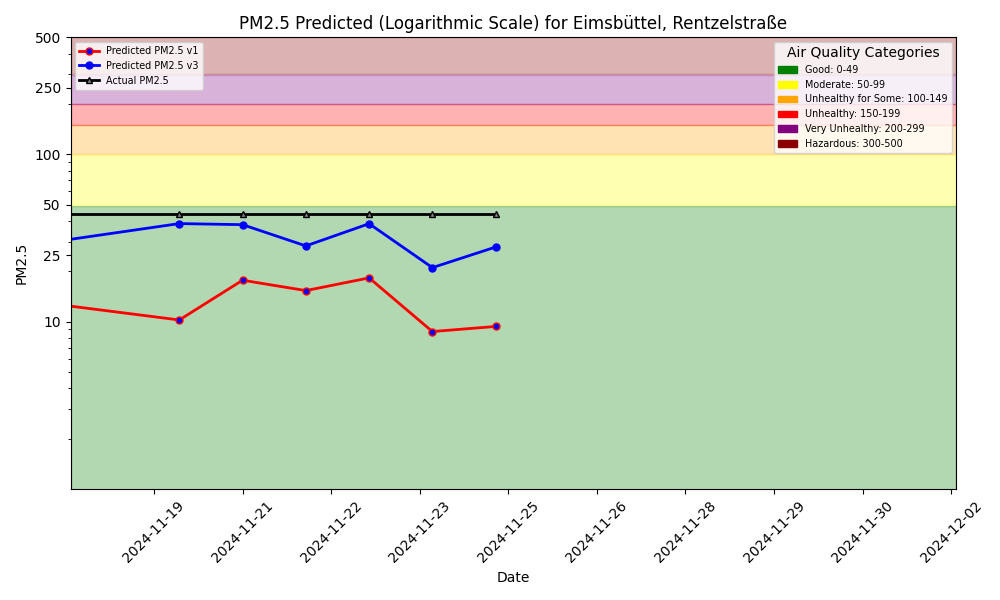 PM2.5 Predicted (Logarithmic Scale) for Eimsbüttel, Rentzelstraße
500
250
100
50
25
10
PM2.5
Predicted PM2.5 v1
Predicted PM2.5 v3
Actual PM2.5
Air Quality Categories
Good: 0-49
Moderate: 50-99
Unhealthy for Some: 100-149
Unhealthy: 150-199
Very Unhealthy: 200-299
Hazardous: 300-500
2024-11-19
2024-11-21
2024-11-22
2024-11-23
2024-11-25
2024-11-26
2024-11-28
2024-11-29
2024-11-30
2024-12-02
Date